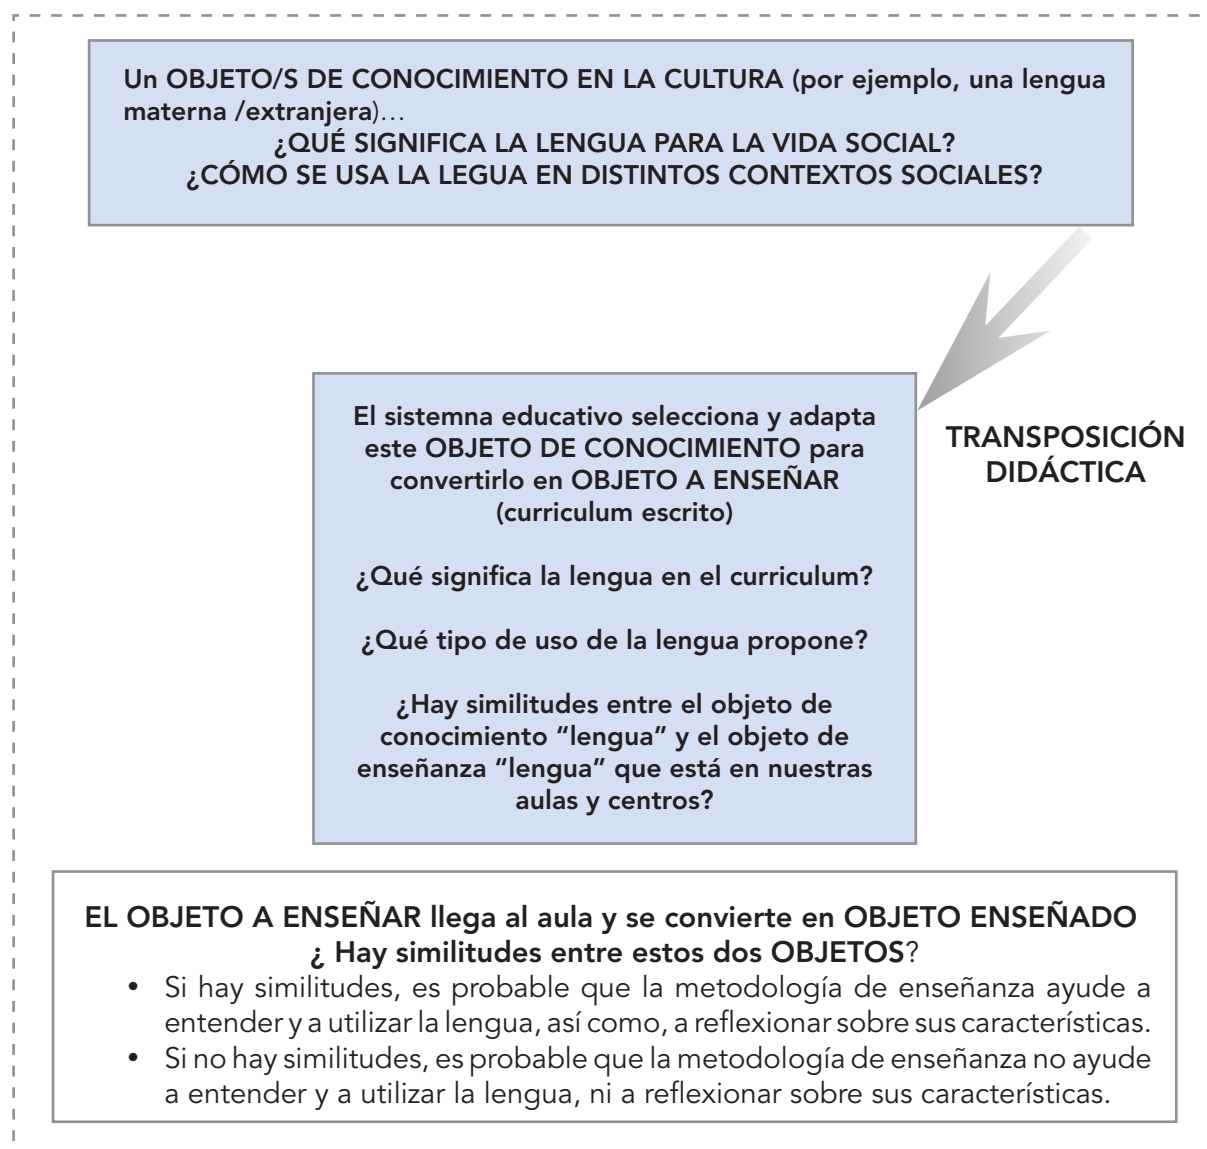 Un OBJETO/S DE CONOCIMIENTO EN LA CULTURA (por ejemplo, una lengua
materna /extranjera)…
¿QUÉ SIGNIFICA LA LENGUA PARA LA VIDA SOCIAL?
¿CÓMO SE USA LA LEGUA EN DISTINTOS CONTEXTOS SOCIALES?
TRANSPOSICIÓN
DIDÁCTICA
El sistemna educativo selecciona y adapta
este OBJETO DE CONOCIMIENTO para
convertirlo en OBJETO A ENSEÑAR
(curriculum escrito)
¿Qué significa la lengua en el curriculum?
¿Qué tipo de uso de la lengua propone?
¿Hay similitudes entre el objeto de
conocimiento “lengua” y el objeto de
enseñanza “lengua” que está en nuestras
aulas y centros?
EL OBJETO A ENSEÑAR llega al aula y se convierte en OBJETO ENSEÑADO
¿ Hay similitudes entre estos dos OBJETOS?
• Si hay similitudes, es probable que la metodología de enseñanza ayude a
entender y a utilizar la lengua, así como, a reflexionar sobre sus características.
• Si no hay similitudes, es probable que la metodología de enseñanza no ayude
a entender y a utilizar la lengua, ni a reflexionar sobre sus características.